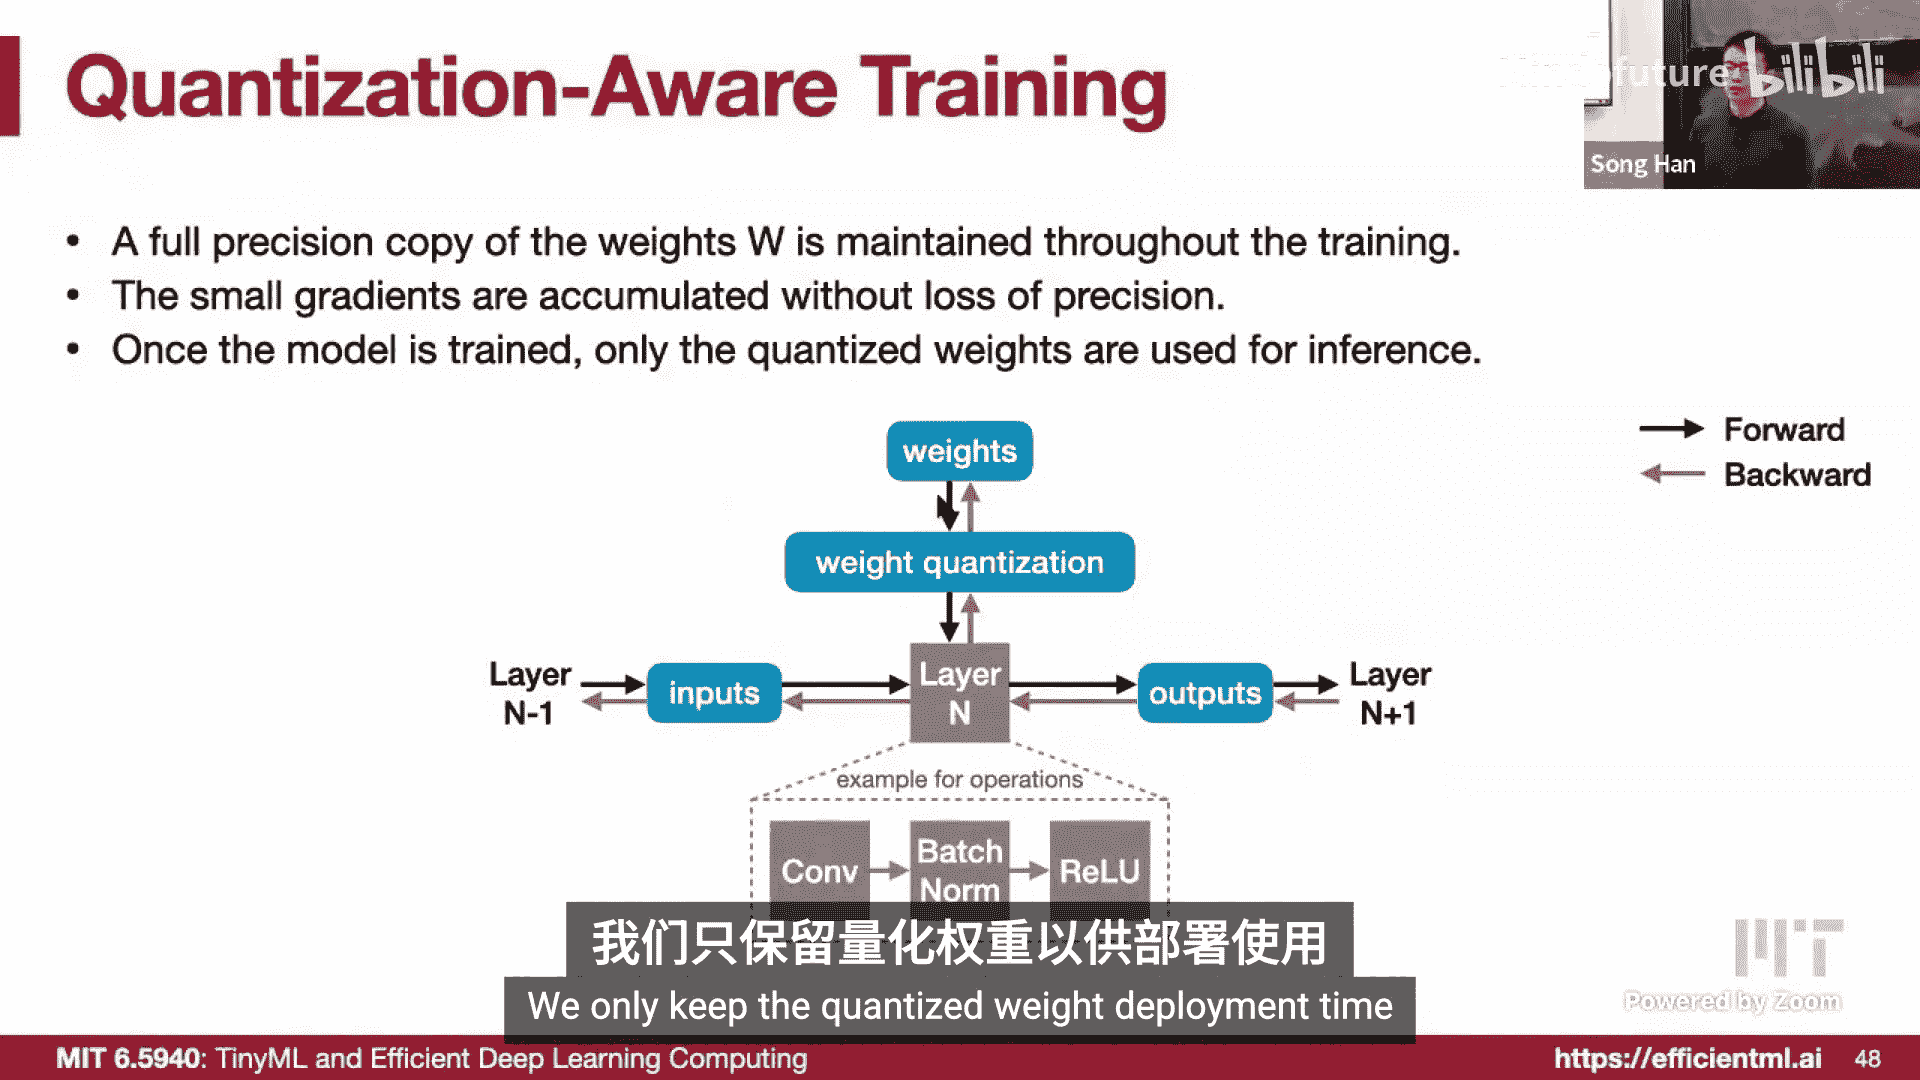 Quantization-Aware Training
future
bilibili
Song Han
• A full precision copy of the weights W is maintained throughout the training.
• The small gradients are accumulated without loss of precision.
• Once the model is trained, only the quantized weights are used for inference.
Forward
Backward
weights
weight quantization
Layer
N-1
inputs
Layer
N
outputs
Layer
N+1
example for operations
Conv
Batch
Norm
ReLU
我们只保留量化权重以供部署使用
We only keep the quantized weight deployment time
MIT
Powered by Zoom
MIT 6.5940: TinyML and Efficient Deep Learning Computing
https://efficientml.ai
48